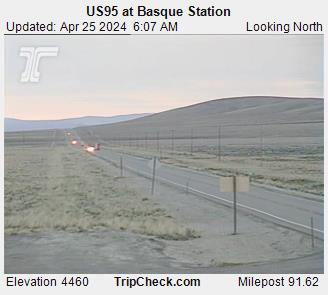 US95 at Basque Station
Updated: Apr 25 2024 6:07 AM Looking North
Elevation 4460 TripCheck.com Milepost 91.62